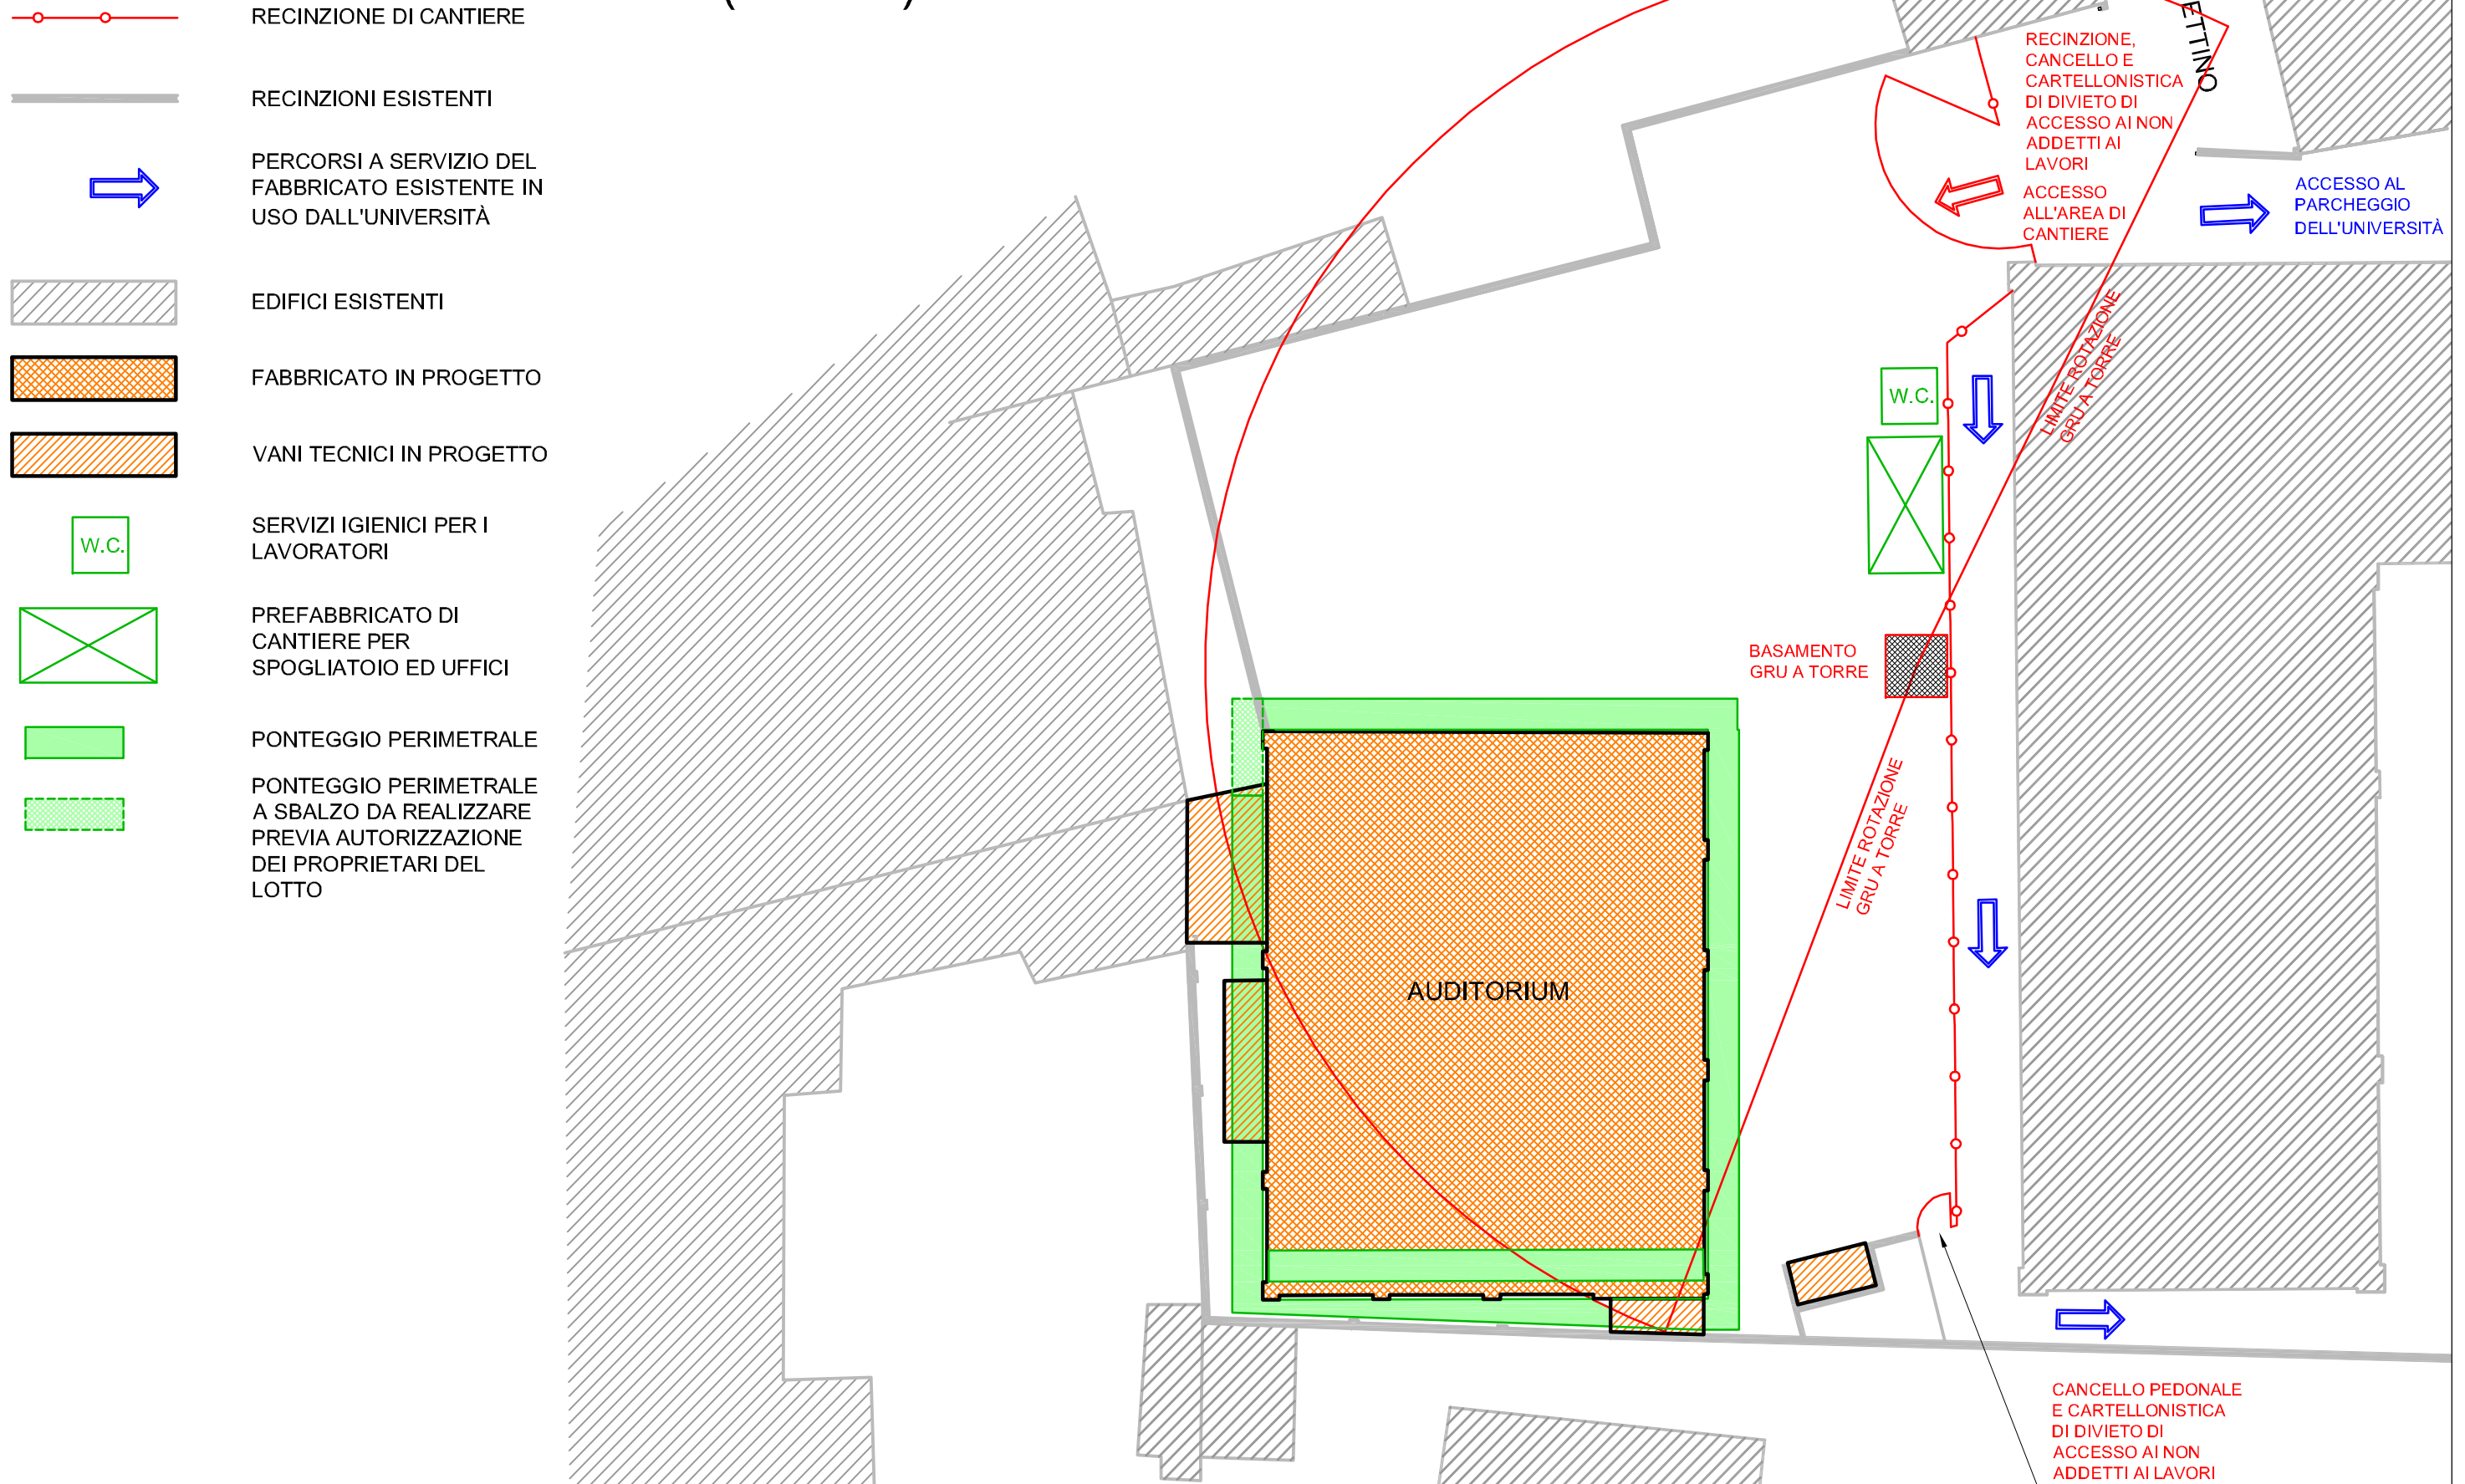 RECINZIONE DI CANTIERE
RECINZIONI ESISTENTI
PERCORSI A SERVIZIO DEL
FABBRICATO ESISTENTE IN
USO DALL'UNIVERSITÀ
EDIFICI ESISTENTI
FABBRICATO IN PROGETTO
VANI TECNICI IN PROGETTO
W.C.
SERVIZI IGIENICI PER I
LAVORATORI
PREFABBRICATO DI
CANTIERE PER
SPOGLIATOIO ED UFFICI
PONTEGGIO PERIMETRALE
PONTEGGIO PERIMETRALE
A SBALZO DA REALIZZARE
PREVIA AUTORIZZAZIONE
DEI PROPRIETARI DEL
LOTTO
ETTINO
RECINZIONE,
CANCELLO E
CARTELLONISTICA
DI DIVIETO DI
ACCESSO AI NON
ADDETTI AI
LAVORI
ACCESSO
ALL'AREA DI
CANTIERE
ACCESSO AL
PARCHEGGIO
DELL'UNIVERSITÀ
LIMITE ROTAZIONE
GRU A TORRE
W.C.
BASAMENTO
GRU A TORRE
LIMITE ROTAZIONE
GRU A TORRE
AUDITORIUM
CANCELLO PEDONALE
E CARTELLONISTICA
DI DIVIETO DI
ACCESSO AI NON
ADDETTI AI LAVORI